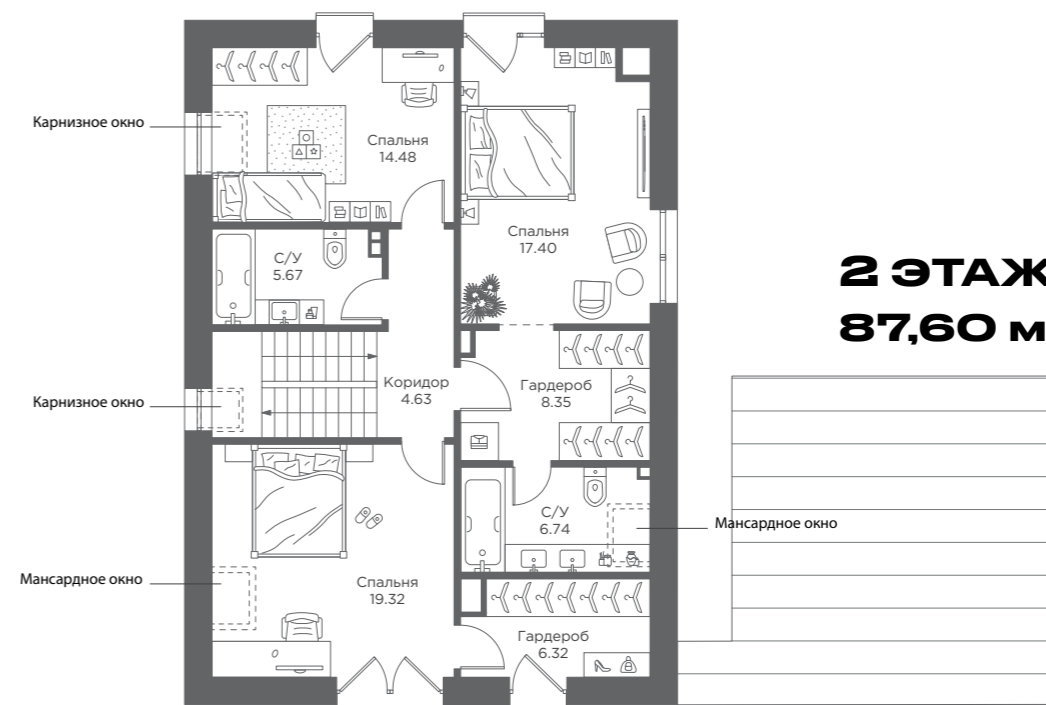 Карнизное окно
Спальня
14.48
Спальня
17.40
С/У
5.67
2 ЭТАЖ
87,60 м
Коридор
4.63
Гардероб
8.35
Карнизное окно
С/У
6.74
Мансардное окно
Мансардное окно
Спальня
19.32
Гардероб
6.32